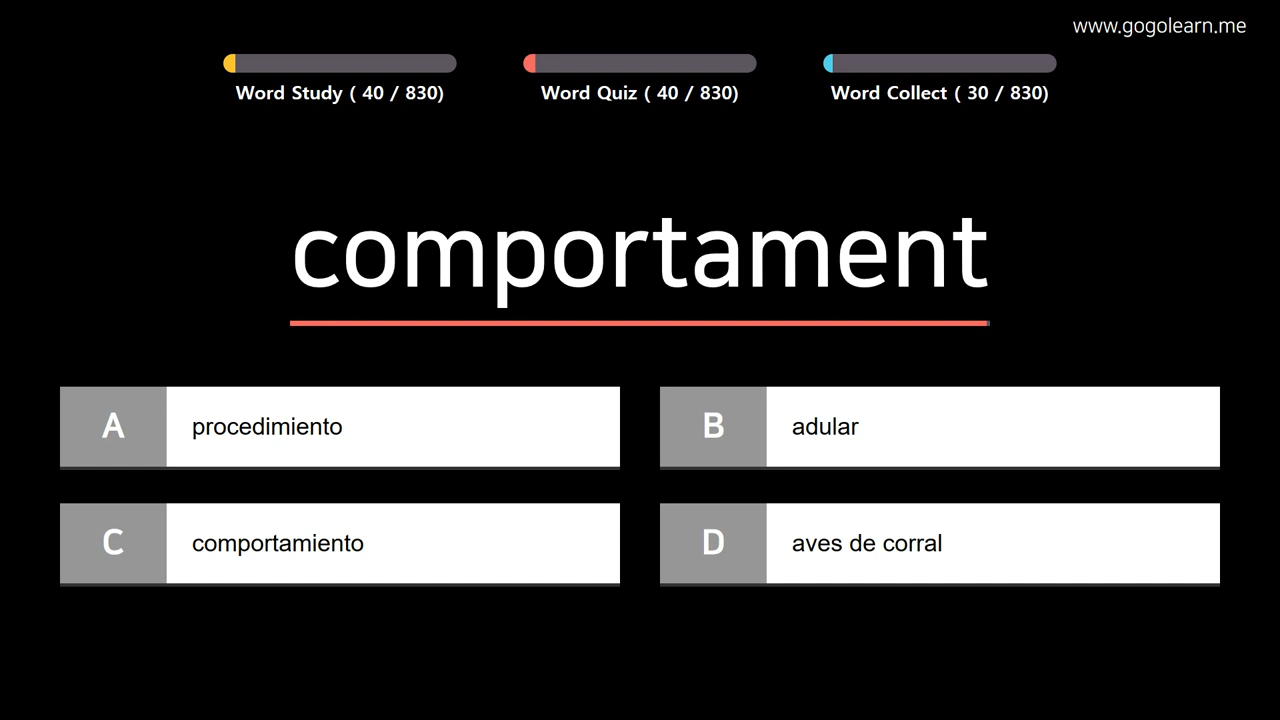 www.gogolearn.me
Word Study ( 40 / 830)
Word Quiz ( 40 / 830)
Word Collect ( 30 / 830)
comportament
A procedimiento
B adular
C comportamiento
D aves de corral